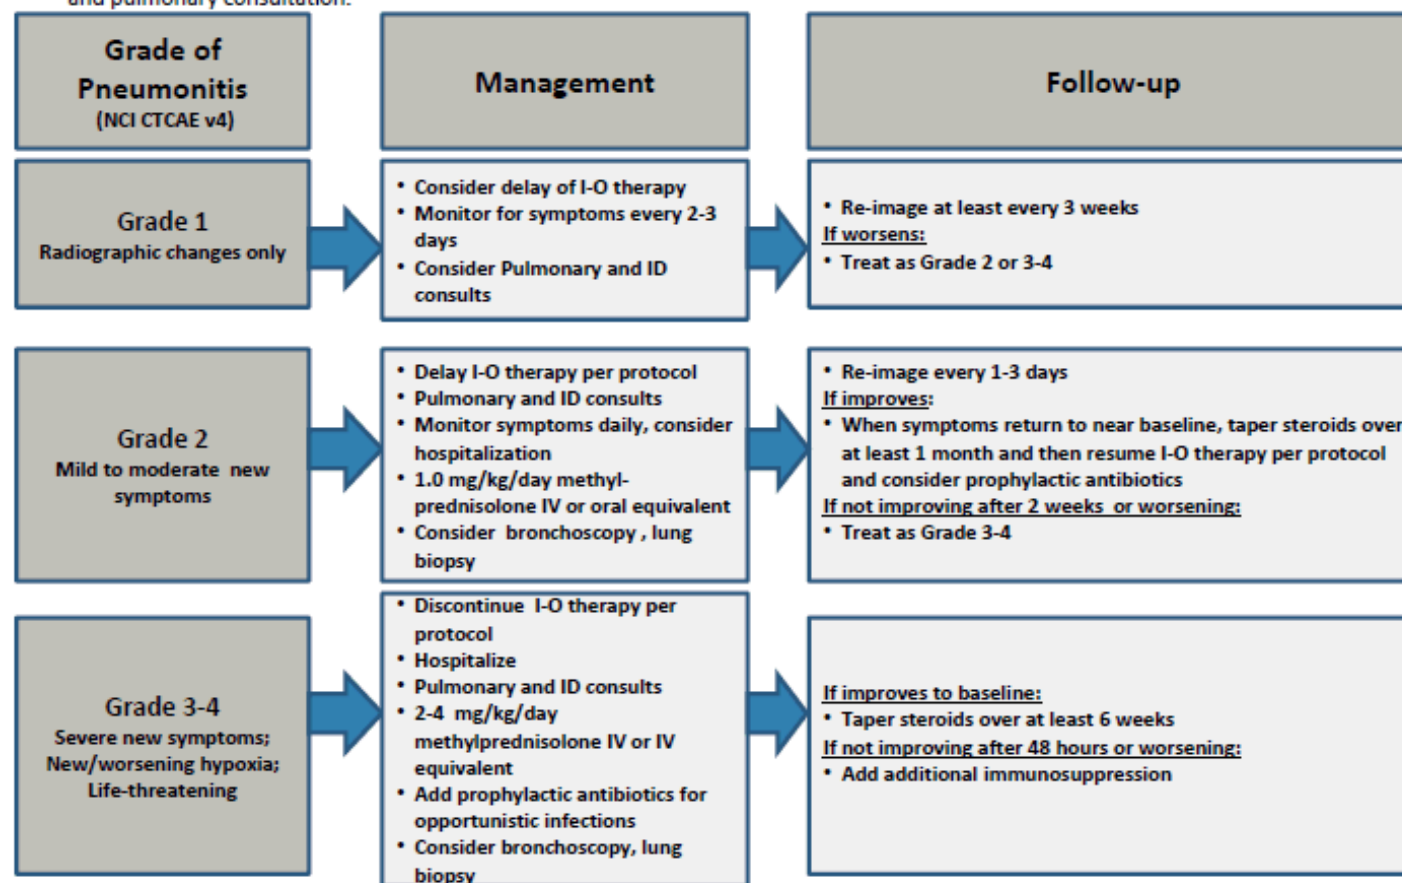 and pulmonary consultation.
Grade of
Pneumonitis
(NCI CTCAE v4)
Management
Follow-up
Grade 1
Radiographic changes only
• Consider delay of I-O therapy
• Monitor for symptoms every 2-3
days
• Consider Pulmonary and ID
consults
• Re-image at least every 3 weeks
If worsens:
• Treat as Grade 2 or 3-4
Grade 2
Mild to moderate new
symptoms
• Delay I-O therapy per protocol
• Pulmonary and ID consults
• Monitor symptoms daily, consider
hospitalization
• 1.0 mg/kg/day methyl-
prednisolone IV or oral equivalent
• Consider bronchoscopy , lung
biopsy
• Re-image every 1-3 days
If improves:
• When symptoms return to near baseline, taper steroids over
at least 1 month and then resume I-O therapy per protocol
and consider prophylactic antibiotics
If not improving after 2 weeks or worsening:
• Treat as Grade 3-4
Grade 3-4
Severe new symptoms;
New/worsening hypoxia;
Life-threatening
• Discontinue I-O therapy per
protocol
• Hospitalize
• Pulmonary and ID consults
• 2-4 mg/kg/day
methylprednisolone IV or IV
equivalent
• Add prophylactic antibiotics for
opportunistic infections
• Consider bronchoscopy, lung
biopsy
If improves to baseline:
• Taper steroids over at least 6 weeks
If not improving after 48 hours or worsening:
• Add additional immunosuppression